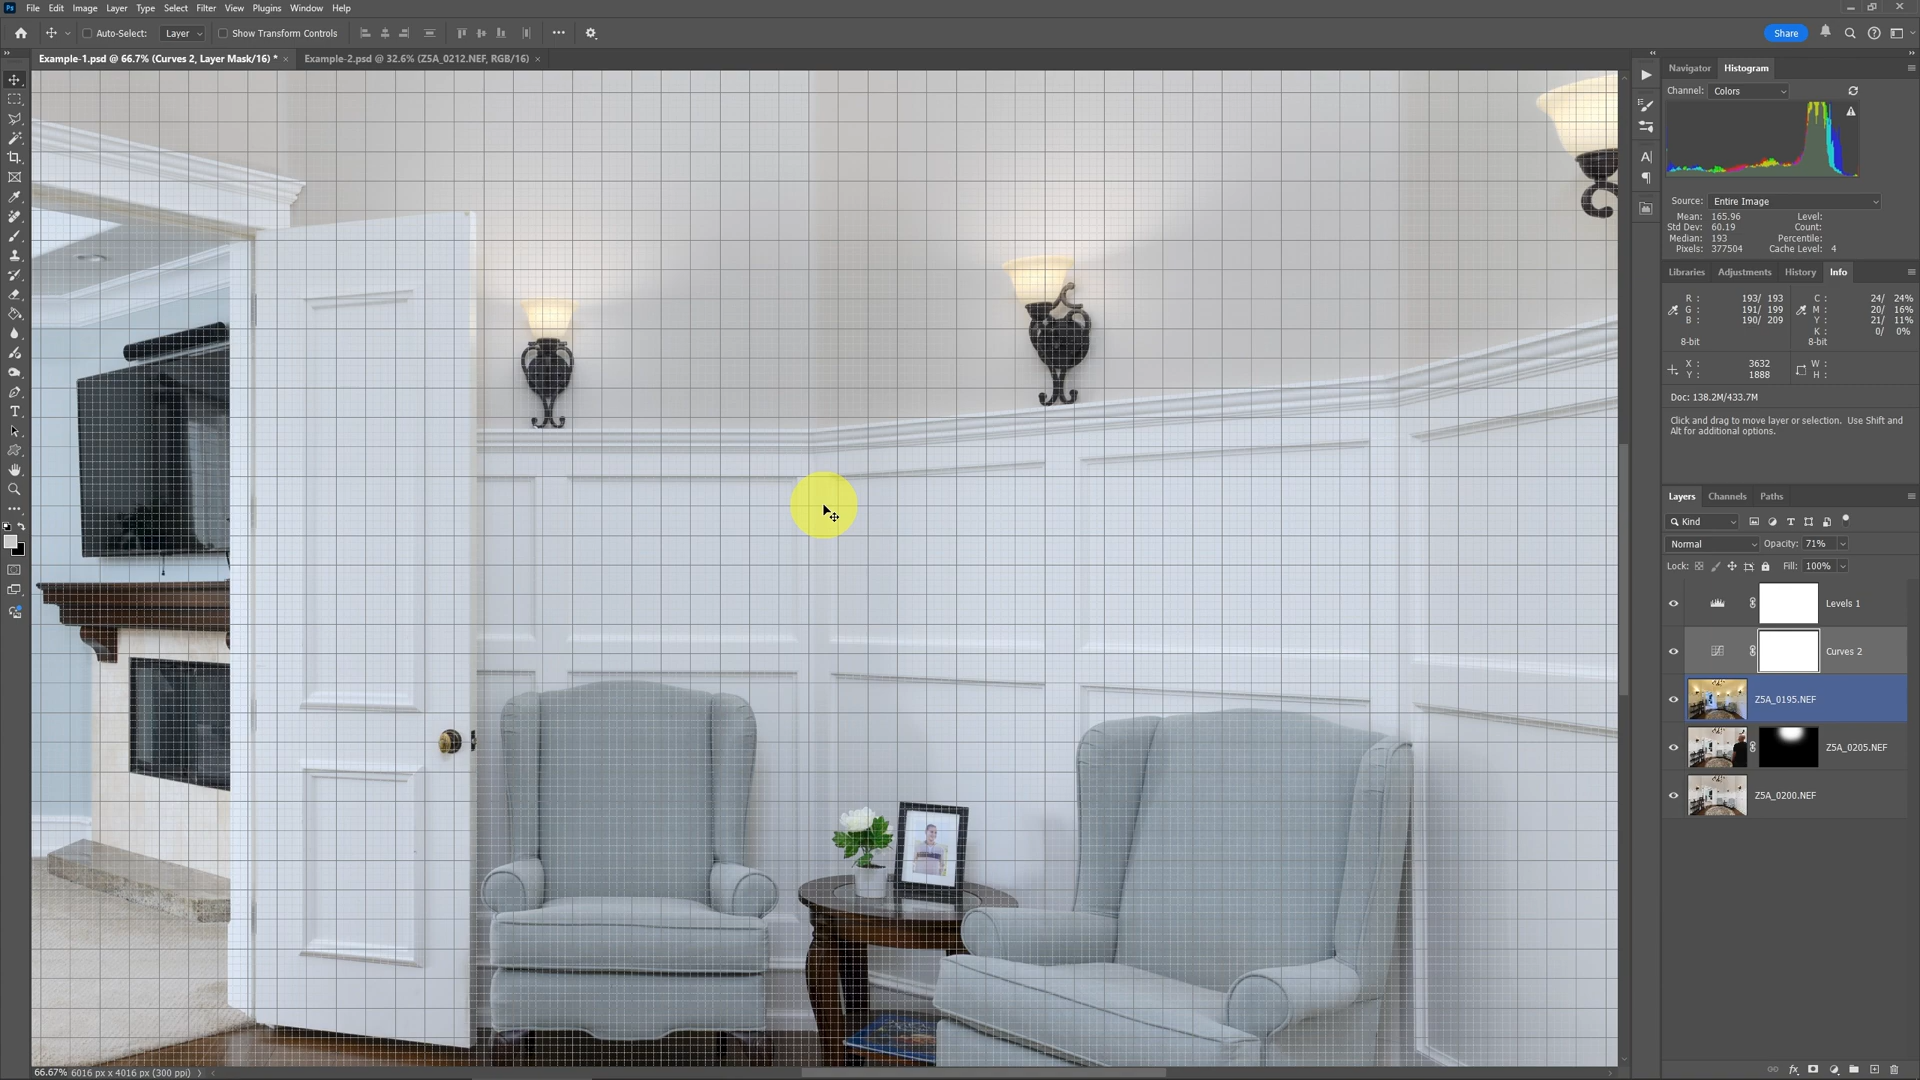 Ps File Edit Image Layer Type Select Filter View Plugins Window Help
Auto-Select: Layer Show Transform Controls Share
Example-1.psd @ 66.7% (Curves 2, Layer Mask/16) * × Example-2.psd @ 32.6% (Z5A_0212.NEF, RGB/16) ×
Navigator Histogram
Channel: Colors
Source: Entire Image
Mean: 165.96 Level:
Std Dev: 60.19 Count:
Median: 193 Percentile:
Pixels: 377504 Cache Level: 4
Libraries Adjustments History Info
R : 193/ 193 C : 24/ 24%
G : 191/ 199 M : 20/ 16%
B : 190/ 209 Y : 21/ 11%
K : 0/ 0%
8-bit 8-bit
X : 3632 W :
Y : 1888 H :
Doc: 138.2M/433.7M
Click and drag to move layer or selection. Use Shift and
Alt for additional options.
Layers Channels Paths
Kind
Normal Opacity: 71%
Lock: Fill: 100%
Levels 1
Curves 2
Z5A_0195.NEF
Z5A_0205.NEF
Z5A_0200.NEF
66.67% 6016 px x 4016 px (300 ppi)